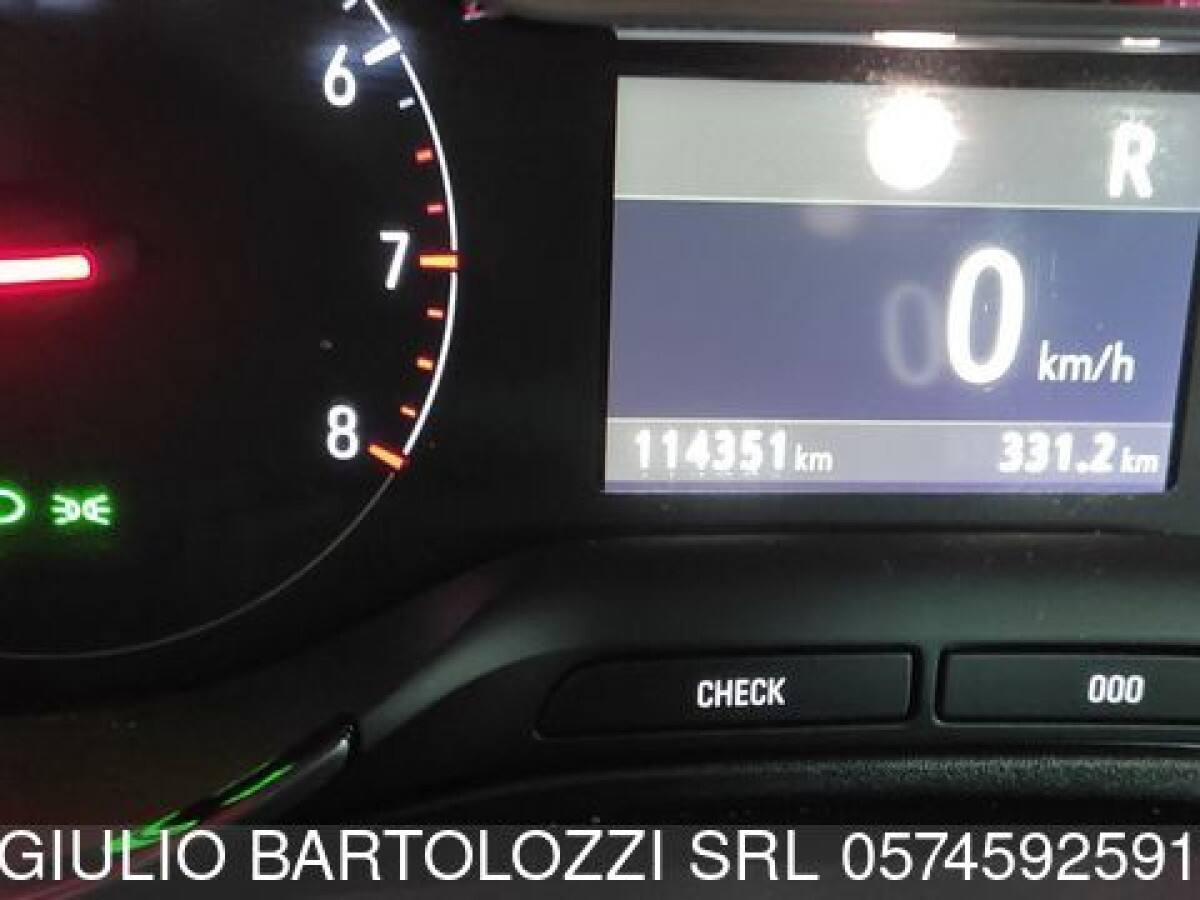 6
7
8
R
0 km/h
114351 km 331.2 km
CHECK 000
GIULIO BARTOLOZZI SRL 0574592591